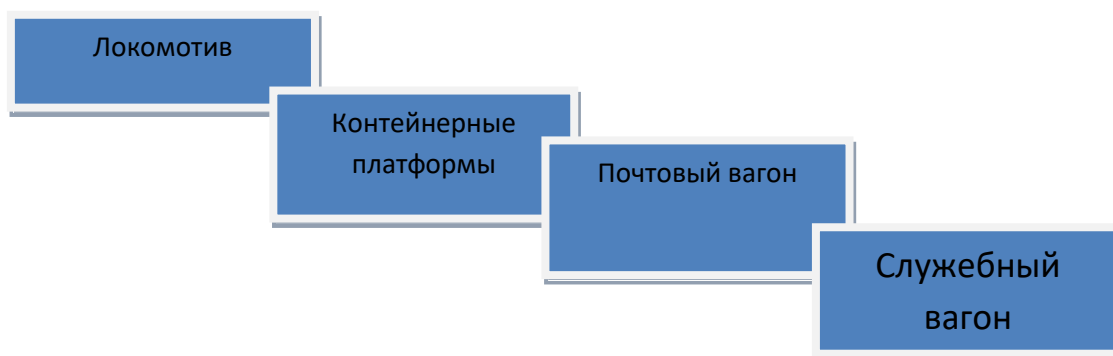 Локомотив
Контейнерные
платформы
Почтовый вагон
Служебный
вагон